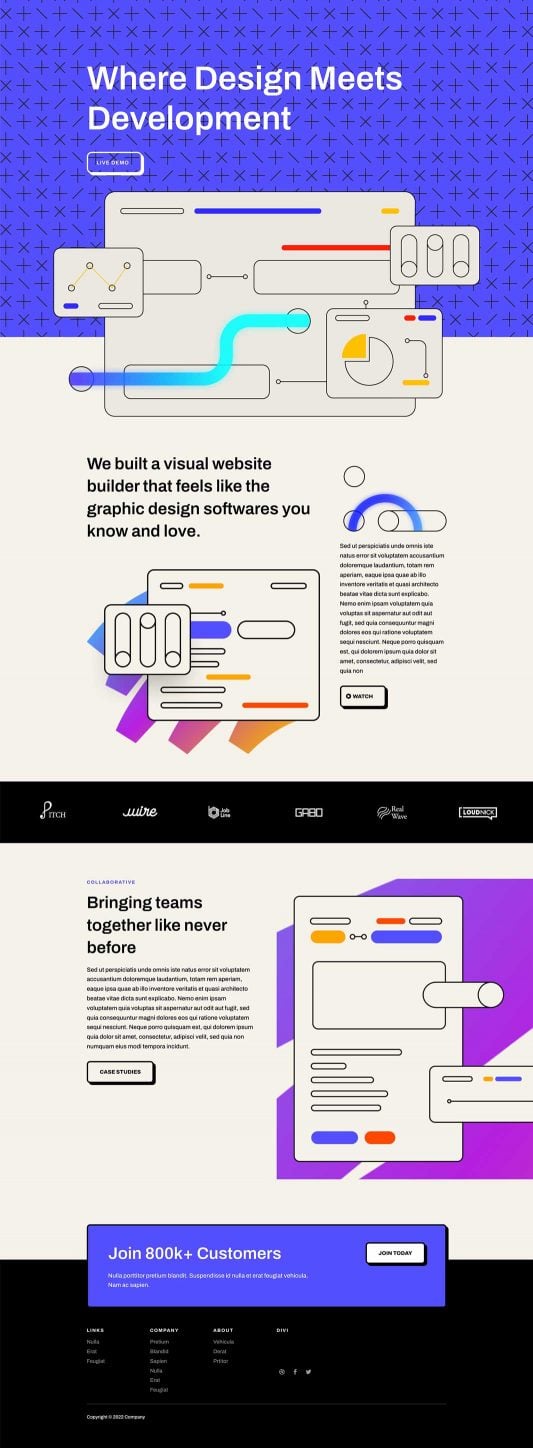 Where Design Meets
Development
LIVE DEMO
We built a visual website
builder that feels like the
graphic design softwares you
know and love.
Sed ut perspiciatis unde omnis iste
natus error sit voluptatem accusantium
doloremque laudantium, totam rem
aperiam, eaque ipsa quae ab illo
inventore veritatis et quasi architecto
beatae vitae dicta sunt explicabo.
Nemo enim ipsam voluptatem quia
voluptas sit aspernatur aut odit aut
fugit, sed quia consequuntur magni
dolores eos qui ratione voluptatem
sequi nesciunt. Neque porro quisquam
est, qui dolorem ipsum quia dolor sit
amet, consectetur, adipisci velit, sed
quia non
WATCH
PITCH
wire
Job Line
GABO
Real Wave
LOUDNICK
COLLABORATIVE
Bringing teams
together like never
before
Sed ut perspiciatis unde omnis iste natus error sit voluptatem
accusantium doloremque laudantium, totam rem aperiam,
eaque ipsa quae ab illo inventore veritatis et quasi architecto
beatae vitae dicta sunt explicabo. Nemo enim ipsam
voluptatem quia voluptas sit aspernatur aut odit aut fugit, sed
quia consequuntur magni dolores eos qui ratione voluptatem
sequi nesciunt. Neque porro quisquam est, qui dolorem ipsum
quia dolor sit amet, consectetur, adipisci velit, sed quia non
numquam eius modi tempora incidunt.
CASE STUDIES
Join 800k+ Customers
Nulla porttitor pretium blandit. Suspendisse id nulla et erat feugiat vehicula.
Nam ac sapien.
JOIN TODAY
LINKS
Nulla
Erat
Feugiat
COMPANY
Pretium
Blandid
Sapien
Nulla
Erat
Feugiat
ABOUT
Vehicula
Derat
Prtitor
DIVI
Copyright © 2022 Company